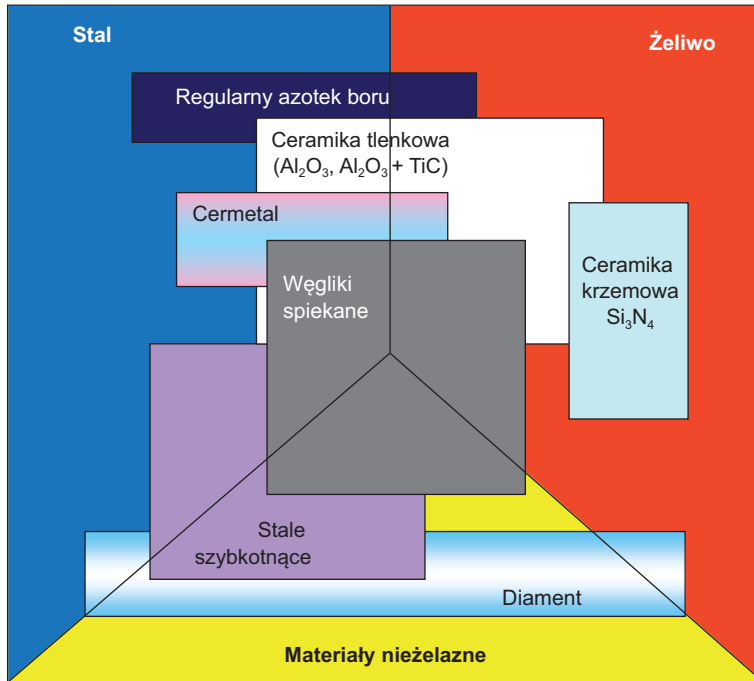 Stal
Żeliwo
Regularny azotek boru
Ceramika tlenkowa
(Al₂O₃, Al₂O₃ + TiC)
Cermetal
Węgliki
spiekane
Ceramika
krzemowa
Si₃N₄
Stale
szybkotnące
Diament
Materiały nieżelazne